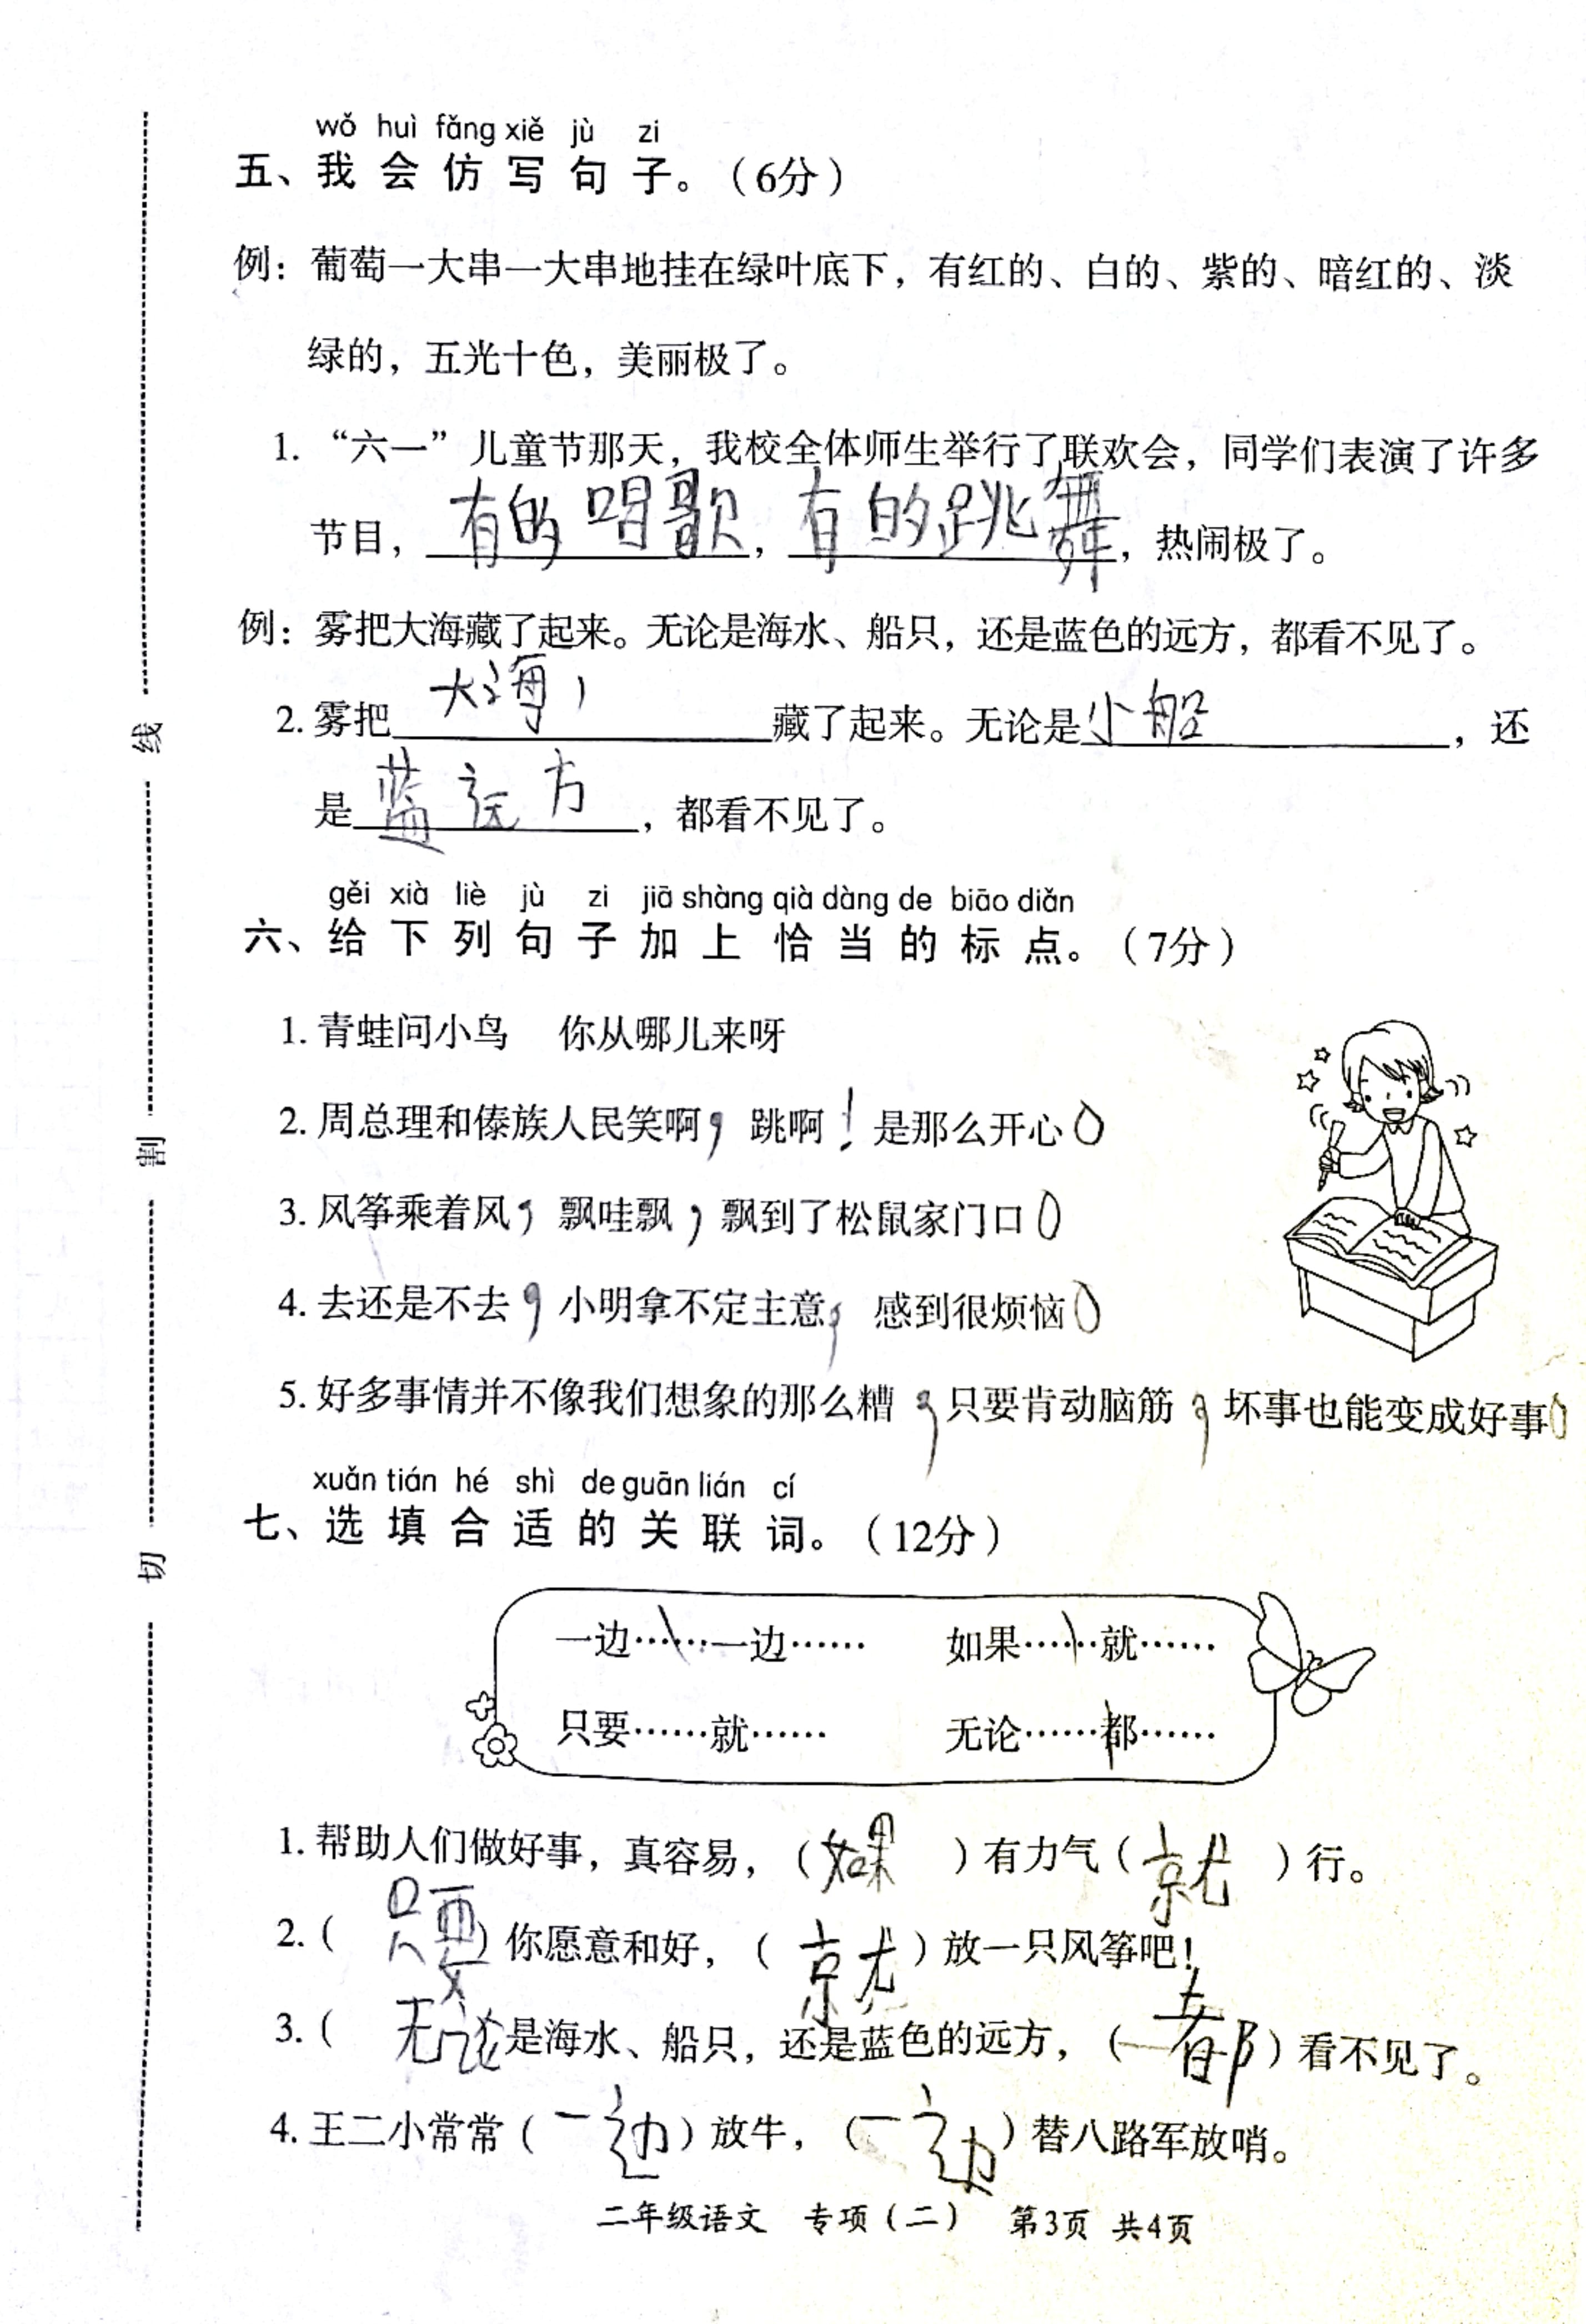 wǒ huì fǎng xiě jù zi
五、我会仿写句子。（6分）
例：葡萄一大串一大串地挂在绿叶底下，有红的、白的、紫的、暗红的、淡
绿的，五光十色，美丽极了。
1. “六一”儿童节那天，我校全体师生举行了联欢会，同学们表演了许多
节目，有的唱歌，有的跳舞，热闹极了。
例：雾把大海藏了起来。无论是海水、船只，还是蓝色的远方，都看不见了。
2. 雾把大海藏了起来。无论是小船，还
是蓝远方，都看不见了。
gěi xià liè jù zi jiā shàng qià dàng de biāo diǎn
六、给下列句子加上恰当的标点。（7分）
1. 青蛙问小鸟 你从哪儿来呀
2. 周总理和傣族人民笑啊，跳啊！是那么开心。
3. 风筝乘着风，飘哇飘，飘到了松鼠家门口。
4. 去还是不去，小明拿不定主意，感到很烦恼。
5. 好多事情并不像我们想象的那么糟，只要肯动脑筋，坏事也能变成好事。
xuǎn tián hé shì de guān lián cí
七、选填合适的关联词。（12分）
一边……一边…… 如果……就……
只要……就…… 无论……都……
1. 帮助人们做好事，真容易，（如果）有力气（就）行。
2.（只要）你愿意和好，（就）放一只风筝吧！
3.（无论是海水、船只，还是蓝色的远方，（都）看不见了。
4. 王二小常常（一边）放牛，（一边）替八路军放哨。
二年级语文 专项（二） 第3页 共4页
线
割
切